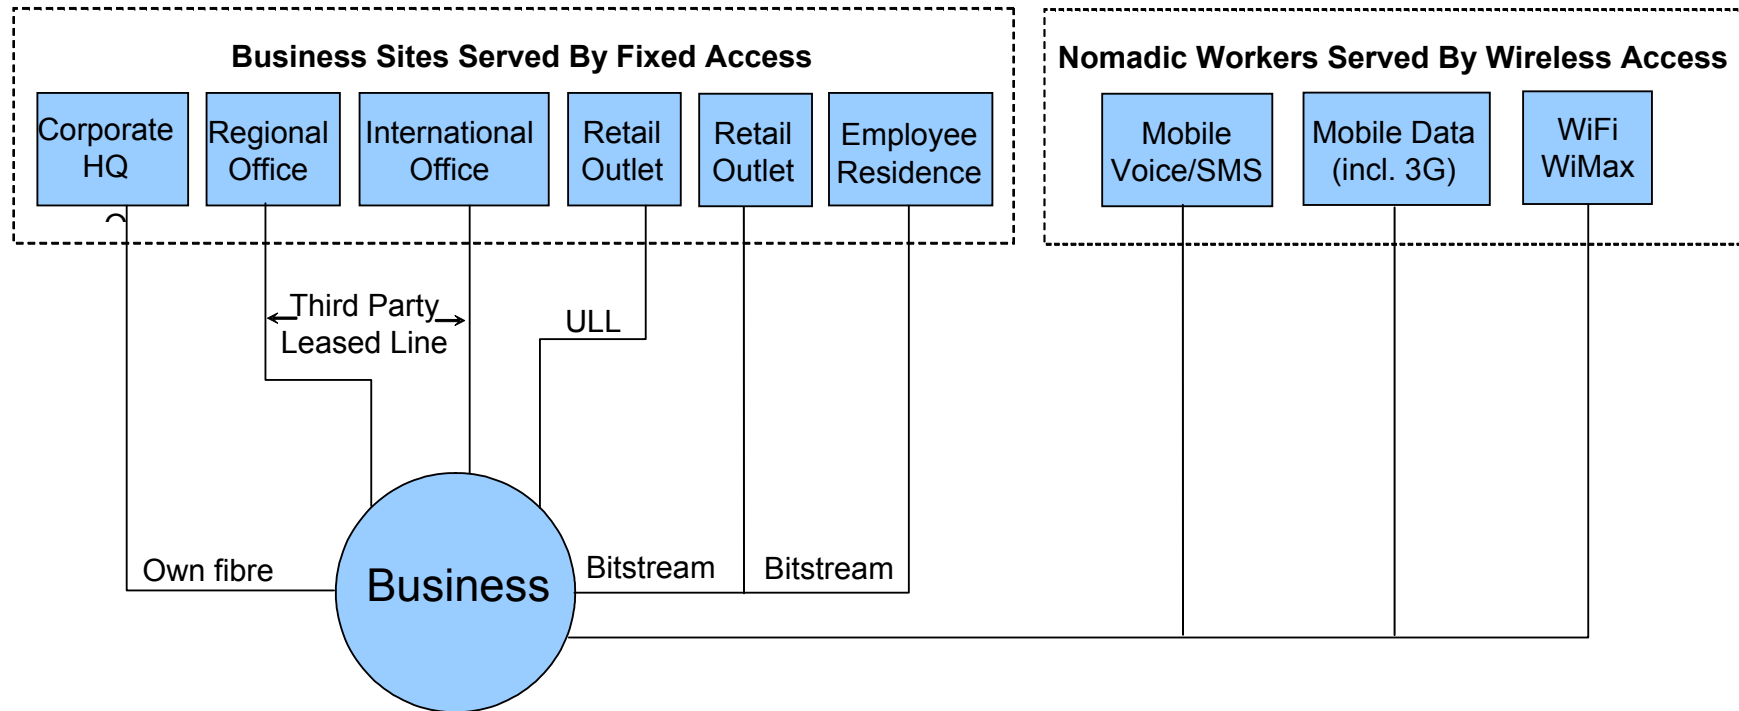 Business Sites Served By Fixed Access
Nomadic Workers Served By Wireless Access
Corporate
HQ
Regional
Office
International
Office
Retail
Outlet
Retail
Outlet
Employee
Residence
Mobile
Voice/SMS
Mobile Data
(incl. 3G)
WiFi
WiMax
Third Party
Leased Line
ULL
Own fibre
Business
Bitstream
Bitstream